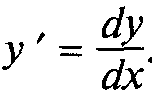 y′ = dy/dx.